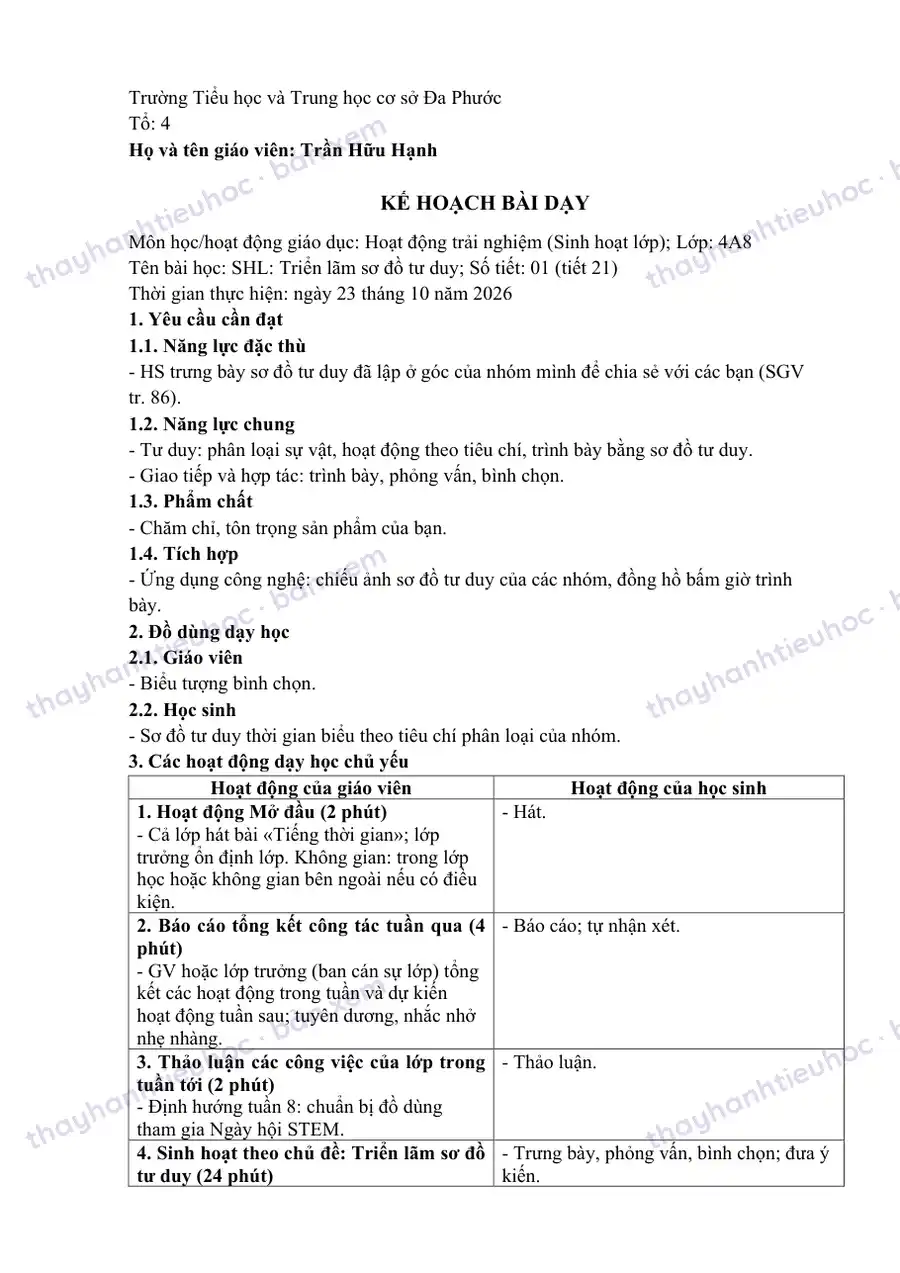 Trường Tiểu học và Trung học cơ sở Đa Phước
Tổ: 4
Họ và tên giáo viên: Trần Hữu Hạnh
KẾ HOẠCH BÀI DẠY
Môn học/hoạt động giáo dục: Hoạt động trải nghiệm (Sinh hoạt lớp); Lớp: 4A8
Tên bài học: SHL: Triển lãm sơ đồ tư duy; Số tiết: 01 (tiết 21)
Thời gian thực hiện: ngày 23 tháng 10 năm 2026
1. Yêu cầu cần đạt
1.1. Năng lực đặc thù
- HS trưng bày sơ đồ tư duy đã lập ở góc của nhóm mình để chia sẻ với các bạn (SGV
tr. 86).
1.2. Năng lực chung
- Tư duy: phân loại sự vật, hoạt động theo tiêu chí, trình bày bằng sơ đồ tư duy.
- Giao tiếp và hợp tác: trình bày, phỏng vấn, bình chọn.
1.3. Phẩm chất
- Chăm chỉ, tôn trọng sản phẩm của bạn.
1.4. Tích hợp
- Ứng dụng công nghệ: chiếu ảnh sơ đồ tư duy của các nhóm, đồng hồ bấm giờ trình
bày.
2. Đồ dùng dạy học
2.1. Giáo viên
- Biểu tượng bình chọn.
2.2. Học sinh
- Sơ đồ tư duy thời gian biểu theo tiêu chí phân loại của nhóm.
3. Các hoạt động dạy học chủ yếu
Hoạt động của giáo viên
Hoạt động của học sinh
1. Hoạt động Mở đầu (2 phút)
- Cả lớp hát bài «Tiếng thời gian»; lớp
trưởng ổn định lớp. Không gian: trong lớp
học hoặc không gian bên ngoài nếu có điều
kiện.
- Hát.
2. Báo cáo tổng kết công tác tuần qua (4
phút)
- GV hoặc lớp trưởng (ban cán sự lớp) tổng
kết các hoạt động trong tuần và dự kiến
hoạt động tuần sau; tuyên dương, nhắc nhở
nhẹ nhàng.
- Báo cáo; tự nhận xét.
3. Thảo luận các công việc của lớp trong
tuần tới (2 phút)
- Định hướng tuần 8: chuẩn bị đồ dùng
tham gia Ngày hội STEM.
- Thảo luận.
4. Sinh hoạt theo chủ đề: Triển lãm sơ đồ
tư duy (24 phút)
- Trưng bày, phỏng vấn, bình chọn; đưa ý
kiến.
thayhanhtieuhoc · bản xem
thayhanhtieuhoc · b
thayhanhtieuhoc · bản xem
thayhanhtieuhoc · b
thayhanhtieuhoc · bản xem
thayhanhtieuhoc · b